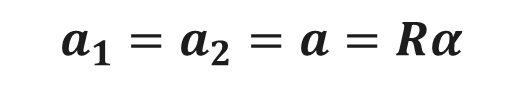 a₁ = a₂ = a = Rα